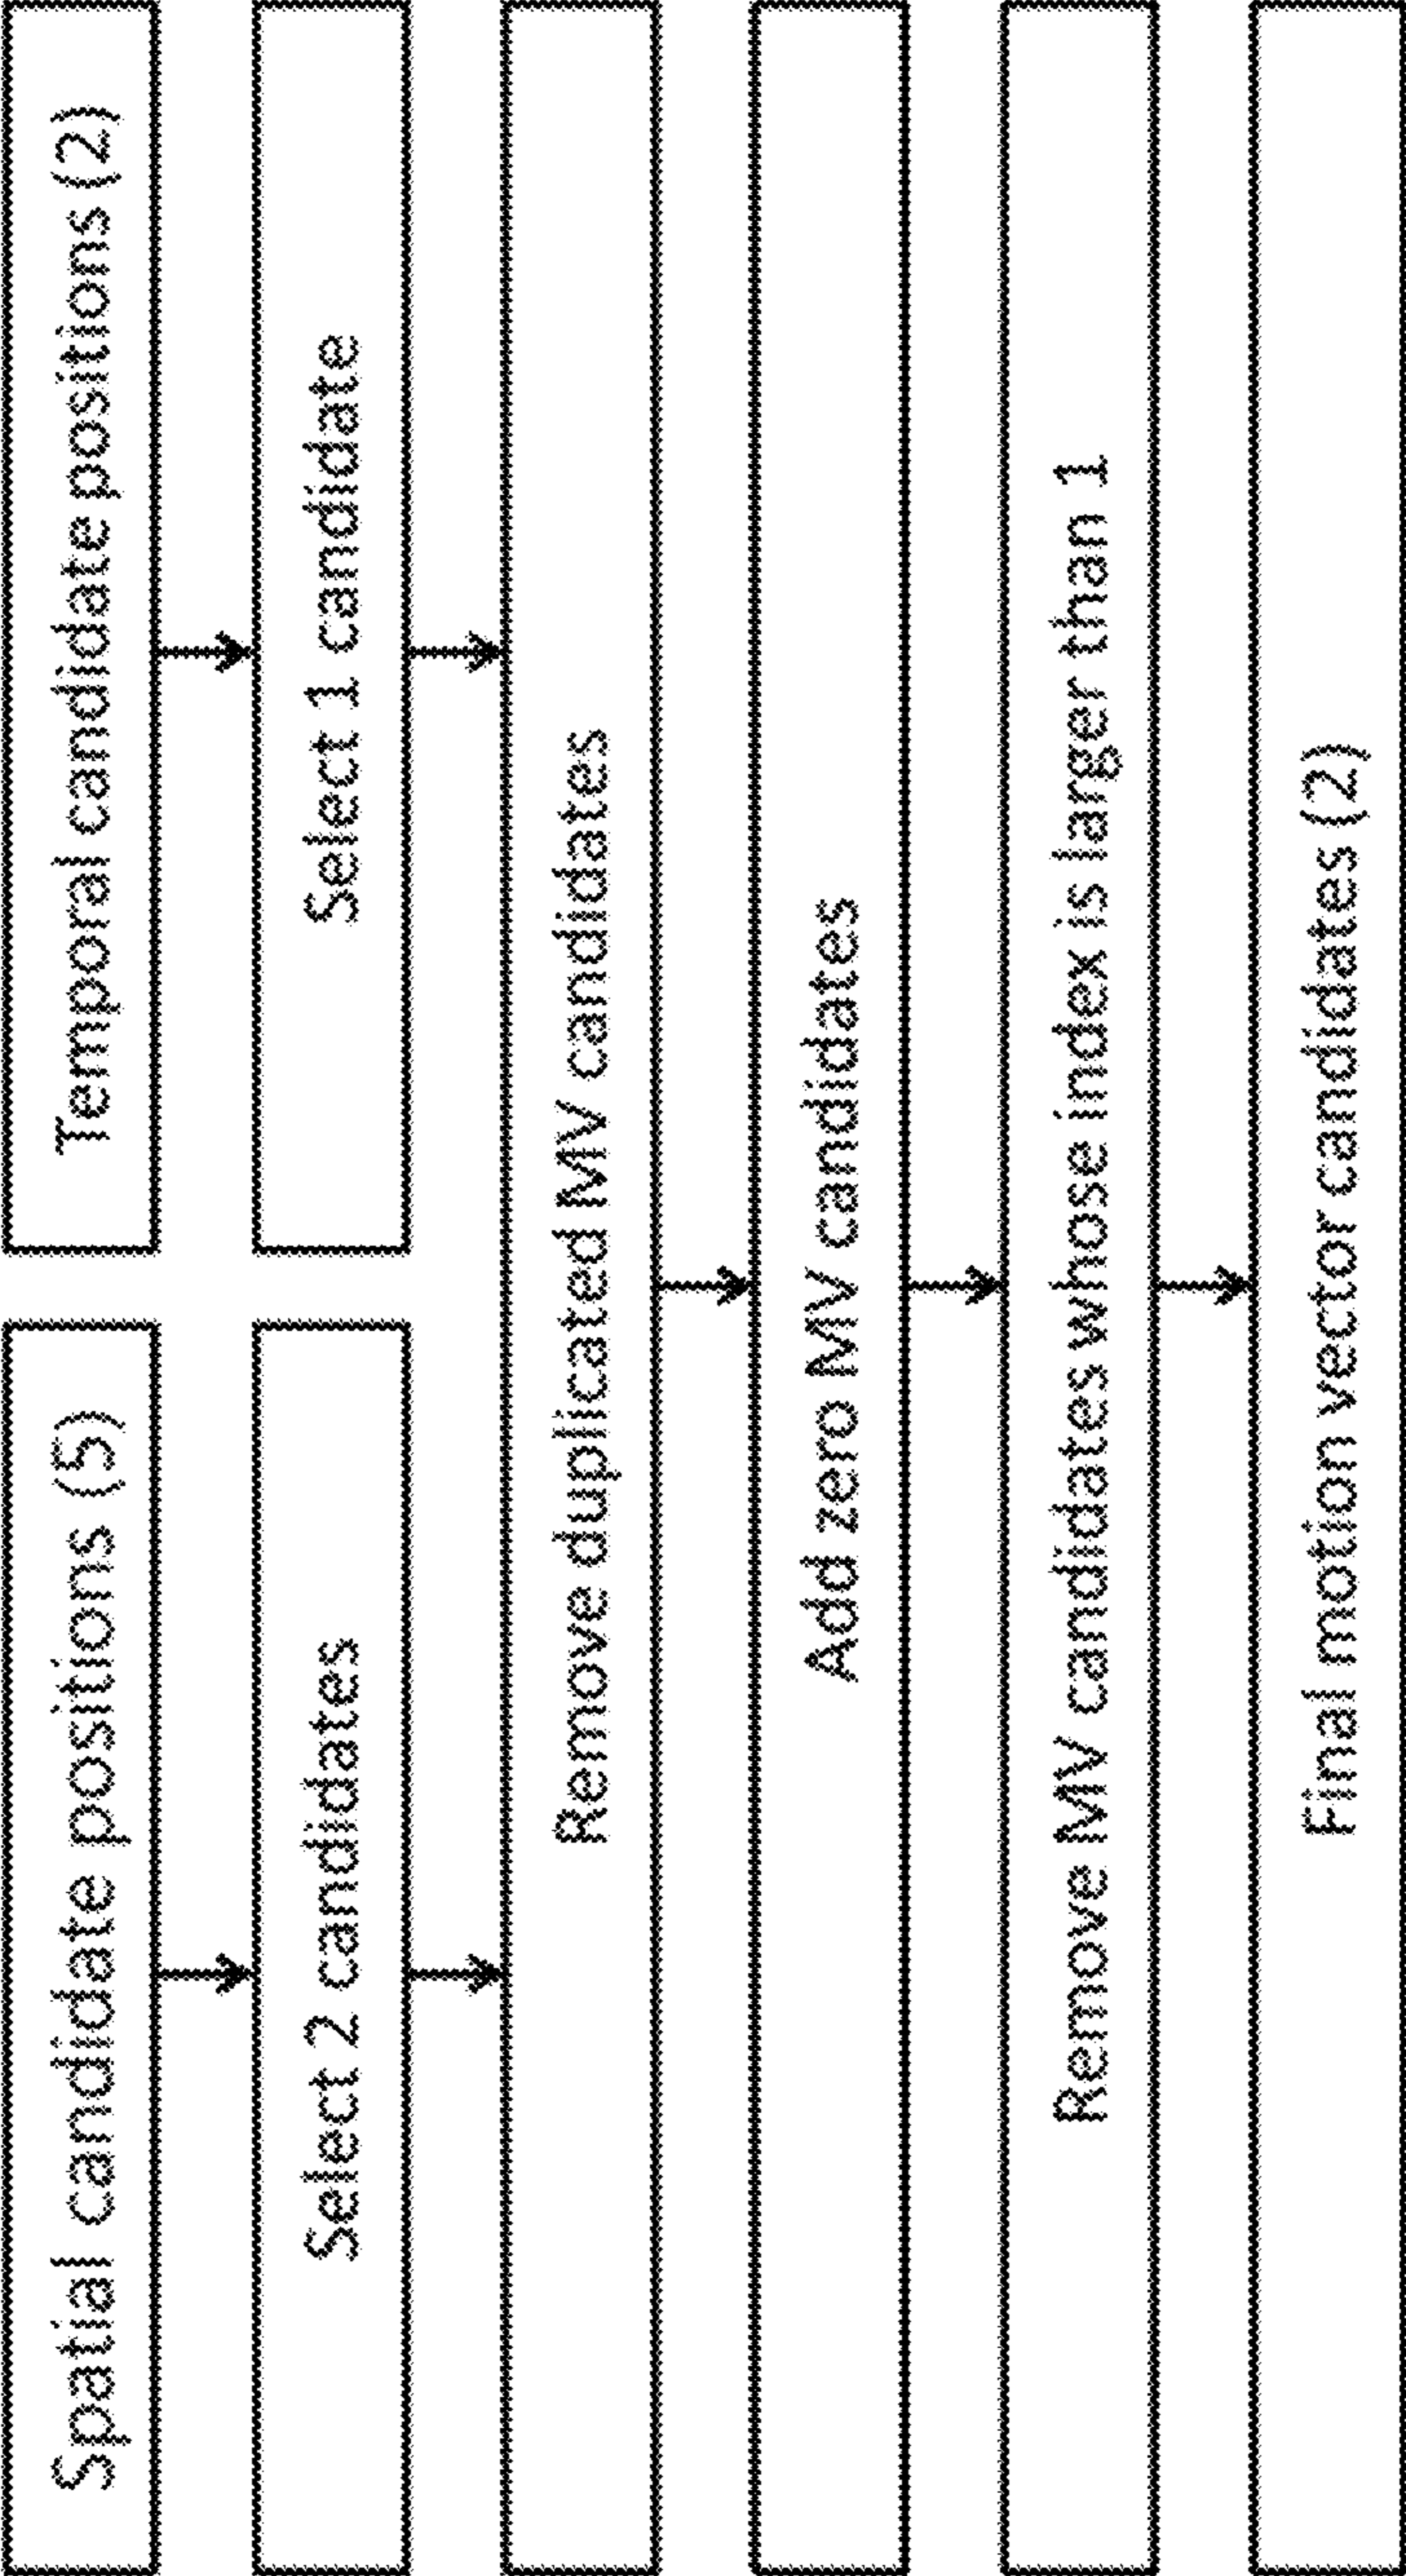 Spatial candidate positions (5)
Temporal candidate positions (2)
Select 2 candidates
Select 1 candidate
Remove duplicated MV candidates
Add zero MV candidates
Remove MV candidates whose index is larger than 1
Final motion vector candidates (2)